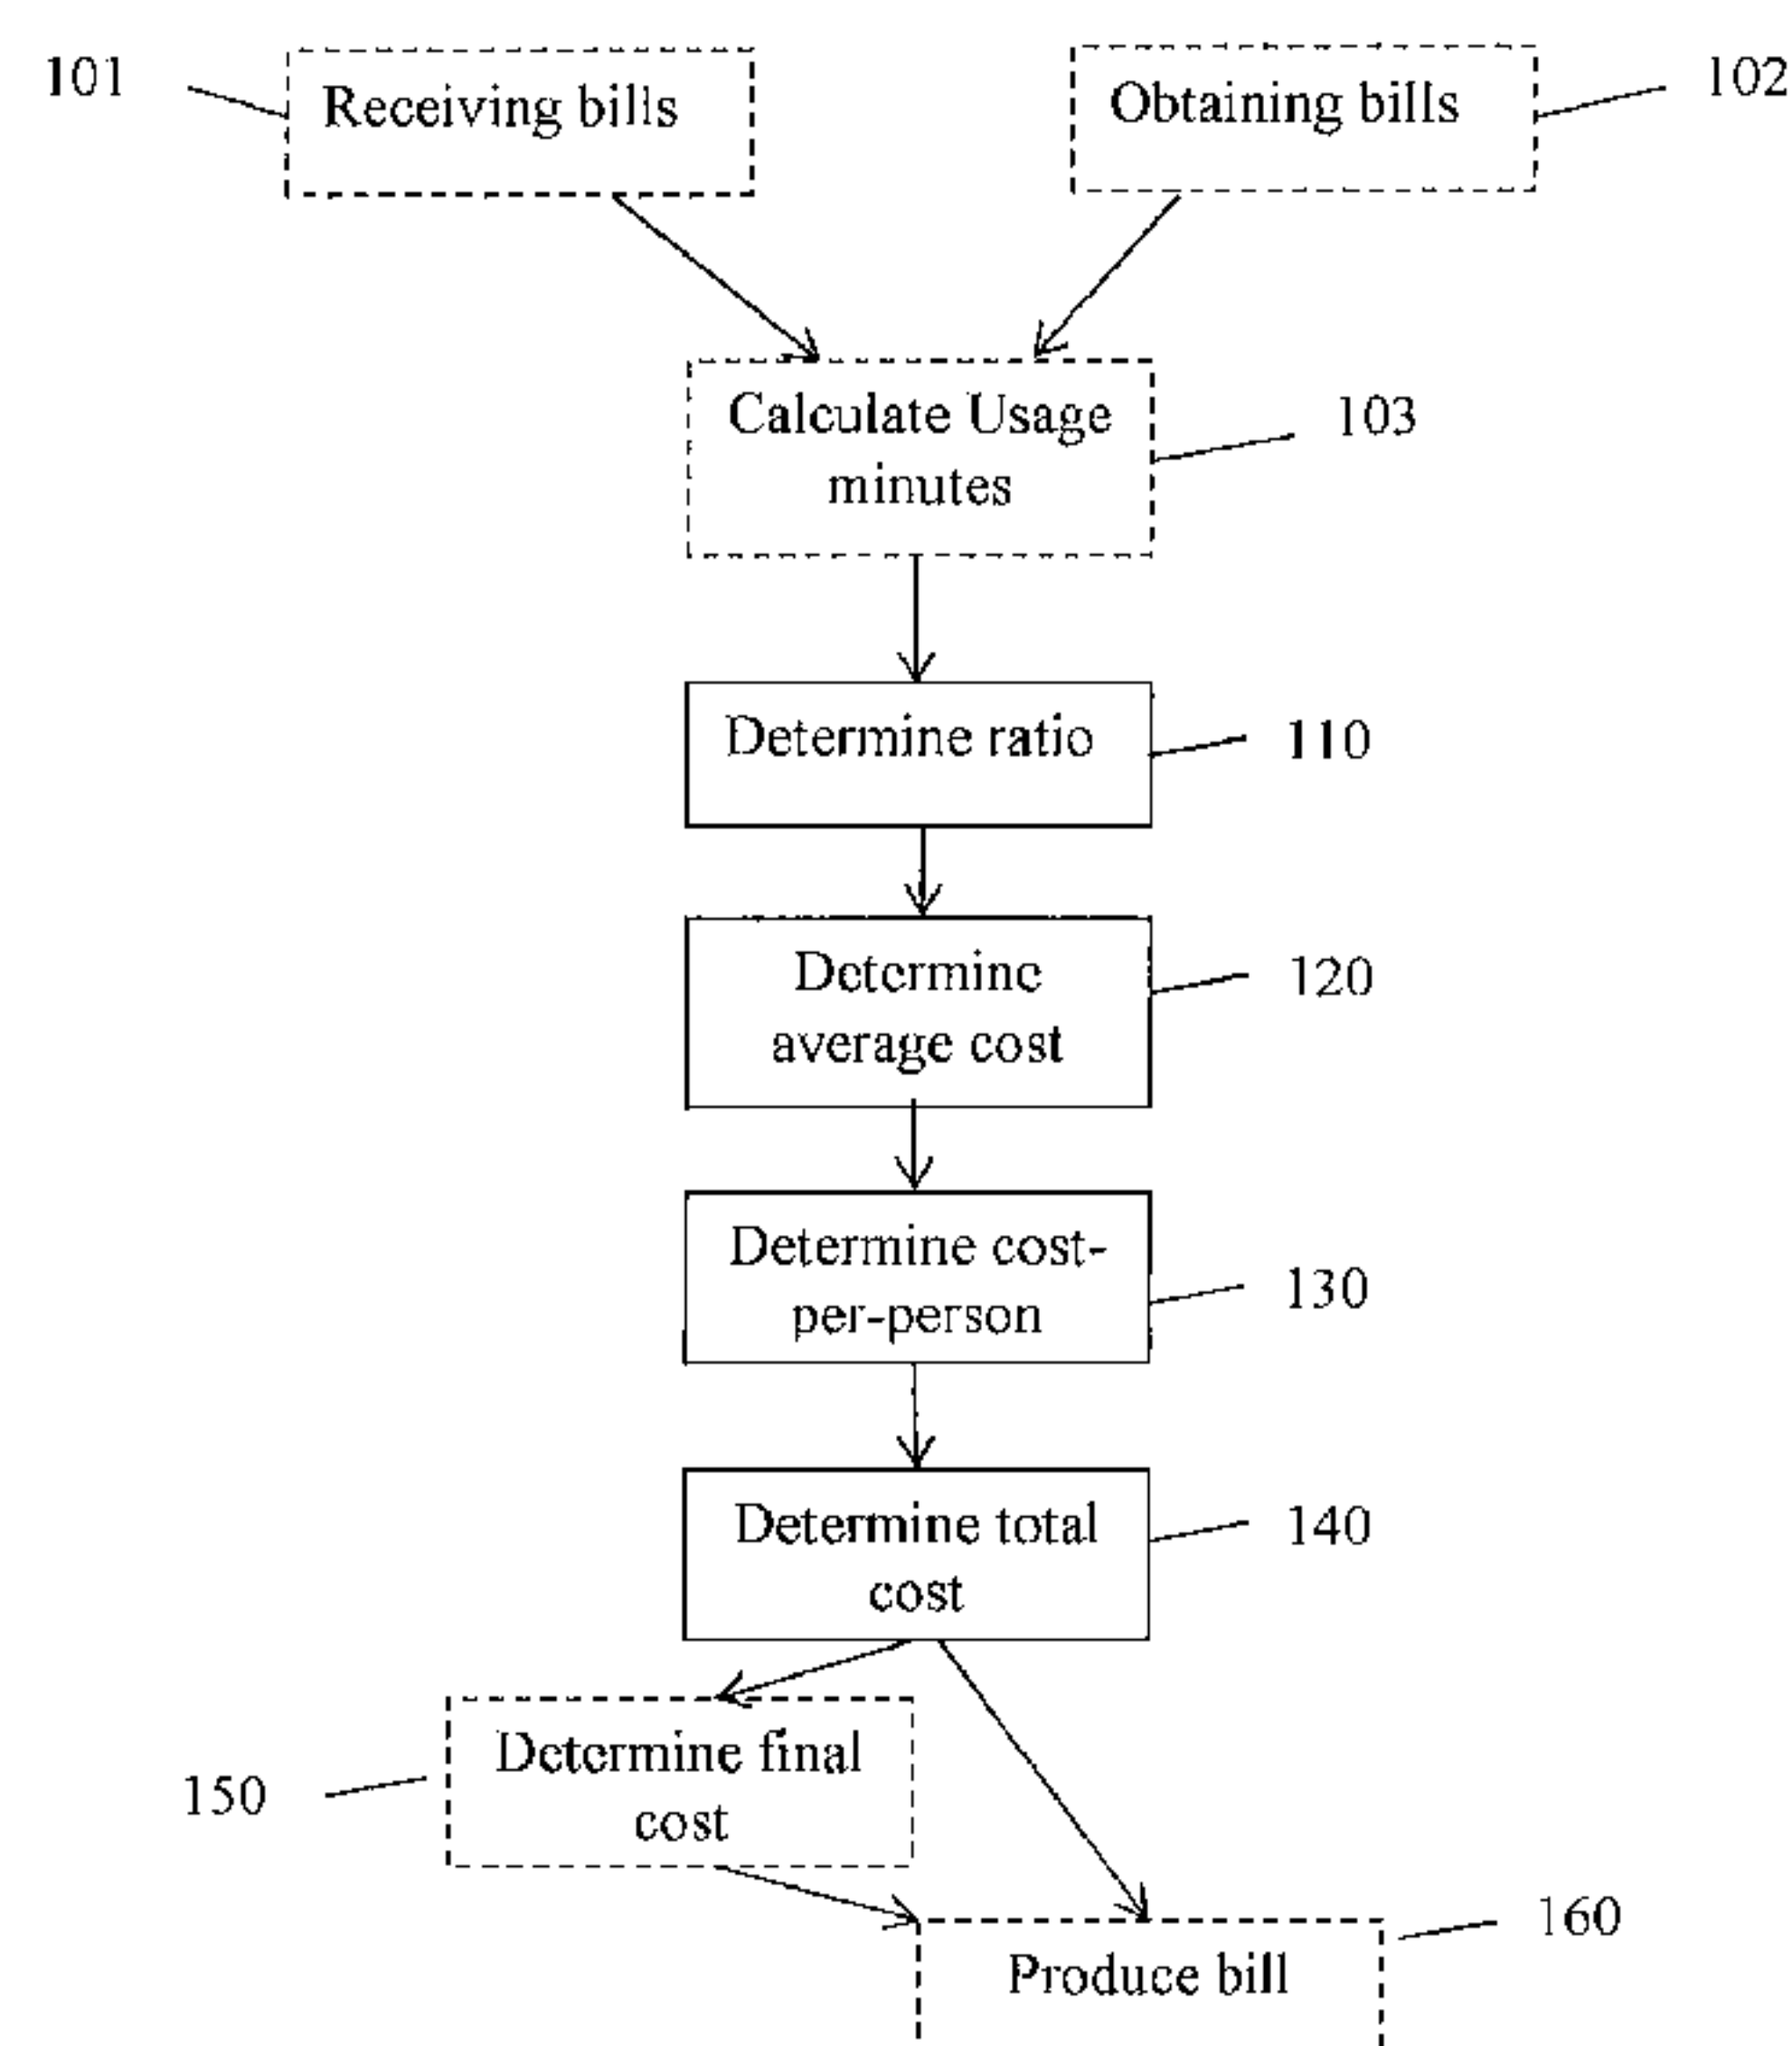 101
Receiving bills
Obtaining bills
102
Calculate Usage
minutes
103
Determine ratio
110
Determine
average cost
120
Determine cost-
per-person
130
Determine total
cost
140
Determine final
cost
150
160
Produce bill